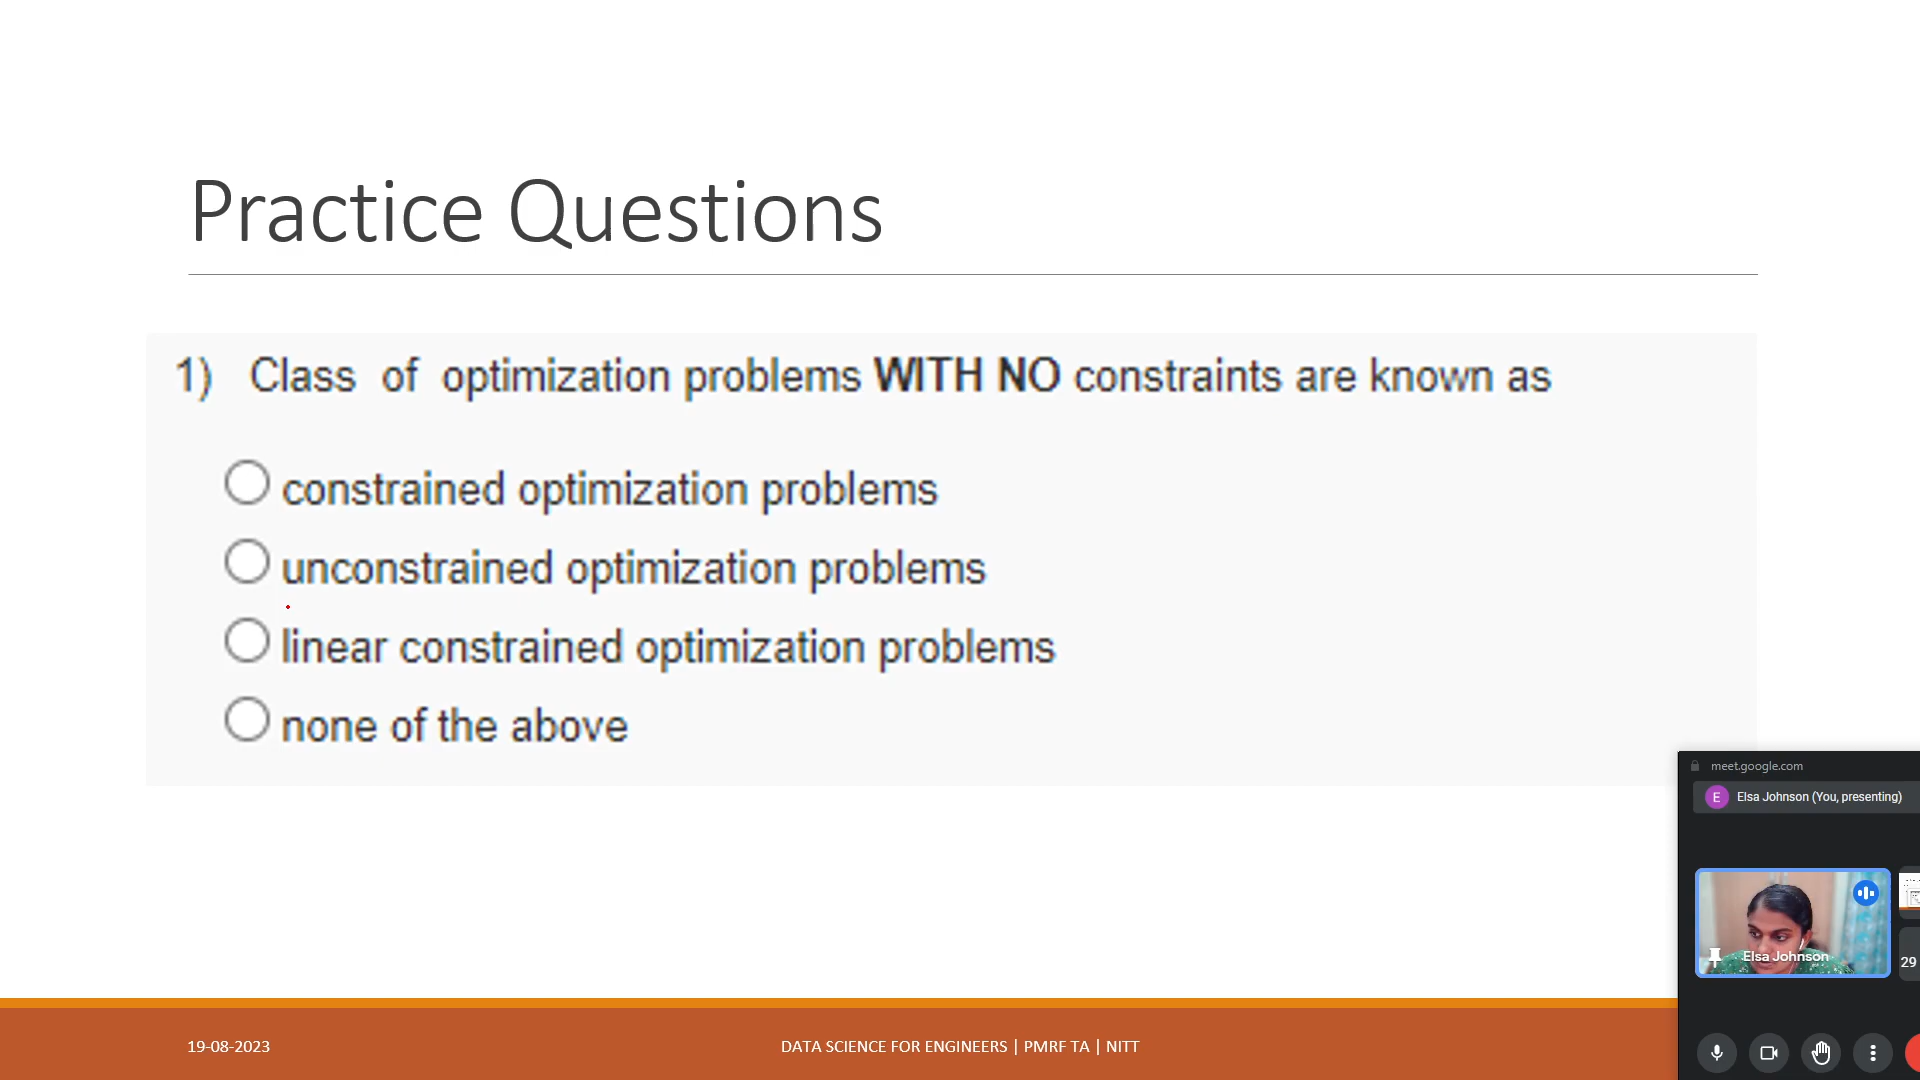 Practice Questions
1) Class of optimization problems WITH NO constraints are known as
constrained optimization problems
unconstrained optimization problems
linear constrained optimization problems
none of the above
meet.google.com
E Elsa Johnson (You, presenting)
Elsa Johnson
29
19-08-2023
DATA SCIENCE FOR ENGINEERS | PMRF TA | NITT